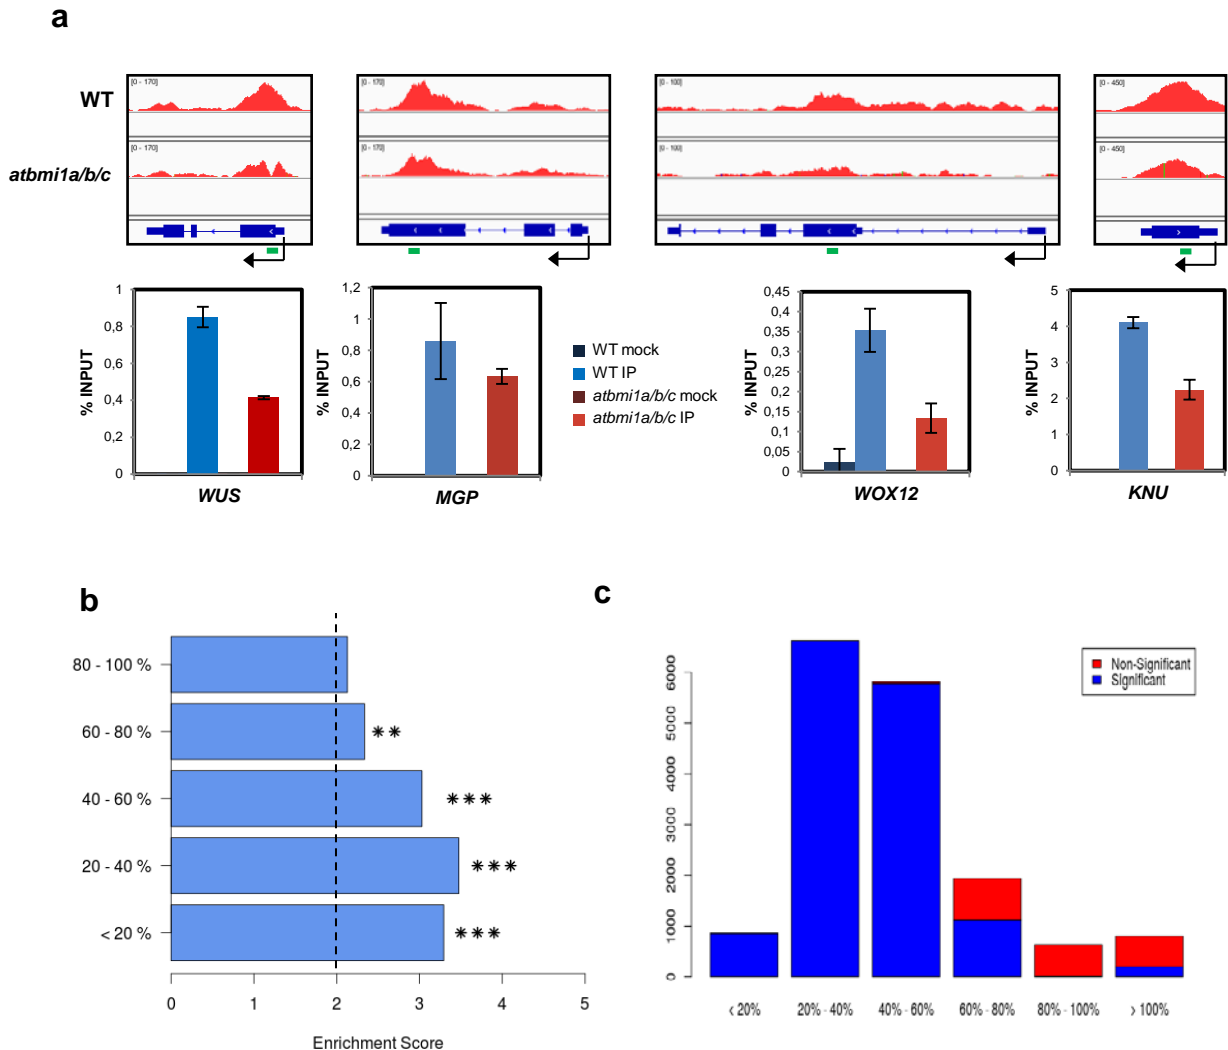 a
WT
atbmi1a/b/c
[0 - 170]
[0 - 170]
[0 - 170]
[0 - 170]
[0 - 100]
[0 - 100]
[0 - 450]
[0 - 450]
% INPUT
1
0,8
0,6
0,4
0,2
0
WUS
% INPUT
1,2
1
0,8
0,6
0,4
0,2
0
MGP
WT mock
WT IP
atbmi1a/b/c mock
atbmi1a/b/c IP
% INPUT
0,45
0,4
0,35
0,3
0,25
0,2
0,15
0,1
0,05
0
WOX12
% INPUT
5
4
3
2
1
0
KNU
b
80 - 100 %
60 - 80 %
40 - 60 %
20 - 40 %
< 20 %
**
***
***
***
0 1 2 3 4 5
Enrichment Score
c
6000
5000
4000
3000
2000
1000
0
Non-Significant
Significant
< 20% 20% - 40% 40% - 60% 60% - 80% 80% - 100% > 100%